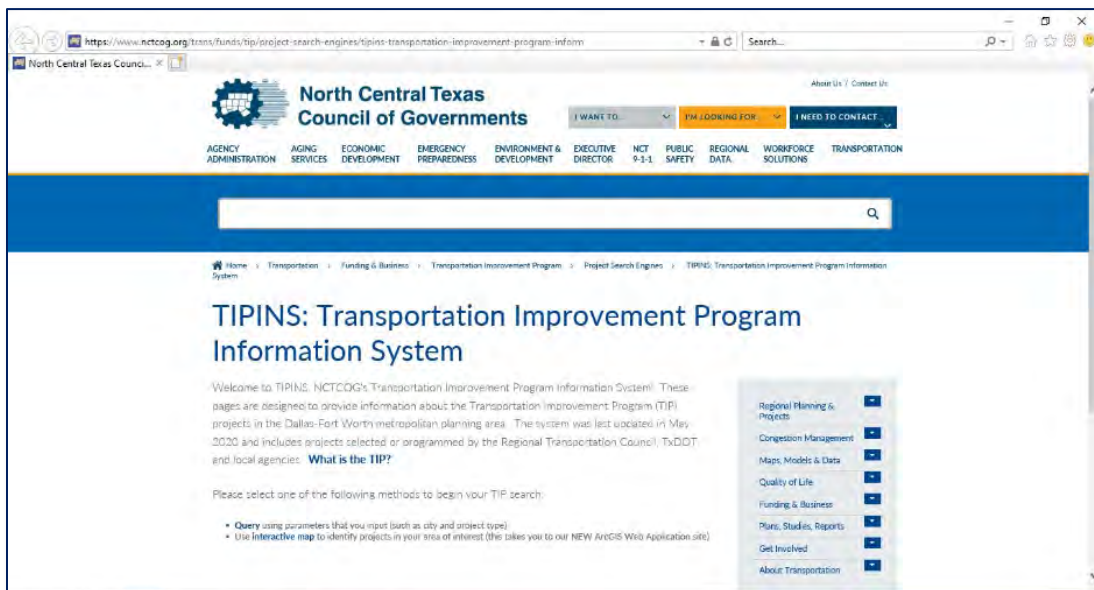 https://www.nctcog.org/trans/funds/tip/project-search-engines/tipins-transportation-improvement-program-inform
Search...
North Central Texas Counci...
About Us / Contact Us
North Central Texas
Council of Governments
I WANT TO...
I'M LOOKING FOR...
I NEED TO CONTACT...
AGENCY ADMINISTRATION
AGING SERVICES
ECONOMIC DEVELOPMENT
EMERGENCY PREPAREDNESS
ENVIRONMENT & DEVELOPMENT
EXECUTIVE DIRECTOR
NCT 9-1-1
PUBLIC SAFETY
REGIONAL DATA
WORKFORCE SOLUTIONS
TRANSPORTATION
Home > Transportation > Funding & Business > Transportation Improvement Program > Project Search Engines > TIPINS: Transportation Improvement Program Information
System
TIPINS: Transportation Improvement Program
Information System
Welcome to TIPINS, NCTCOG's Transportation Improvement Program Information System! These
pages are designed to provide information about the Transportation Improvement Program (TIP)
projects in the Dallas-Fort Worth metropolitan planning area. The system was last updated in May
2020 and includes projects selected or programmed by the Regional Transportation Council, TxDOT
and local agencies. What is the TIP?
Please select one of the following methods to begin your TIP search:
• Query using parameters that you input (such as city and project type)
• Use interactive map to identify projects in your area of interest (this takes you to our NEW ArcGIS Web Application site)
Regional Planning &
Projects
Congestion Management
Maps, Models & Data
Quality of Life
Funding & Business
Plans, Studies, Reports
Get Involved
About Transportation